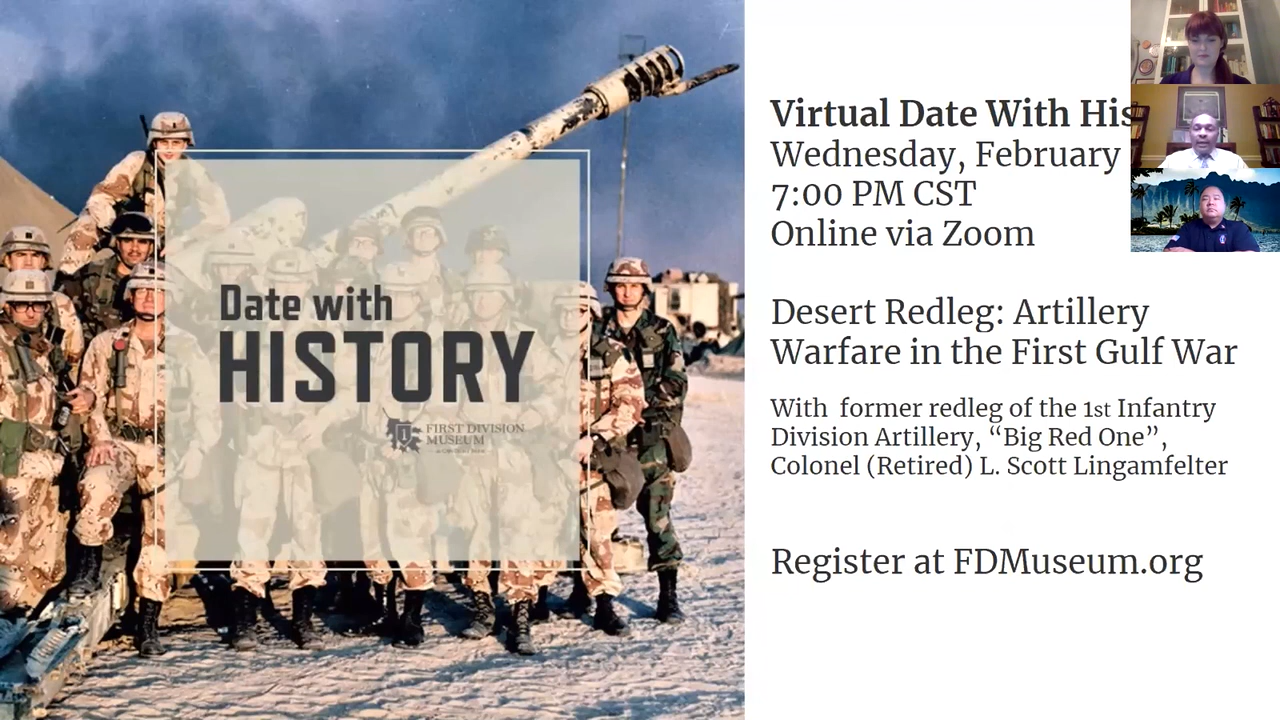 Date with
HISTORY
FIRST DIVISION
MUSEUM
Virtual Date With His
Wednesday, February
7:00 PM CST
Online via Zoom
Desert Redleg: Artillery
Warfare in the First Gulf War
With former redleg of the 1st Infantry
Division Artillery, “Big Red One”,
Colonel (Retired) L. Scott Lingamfelter
Register at FDMuseum.org